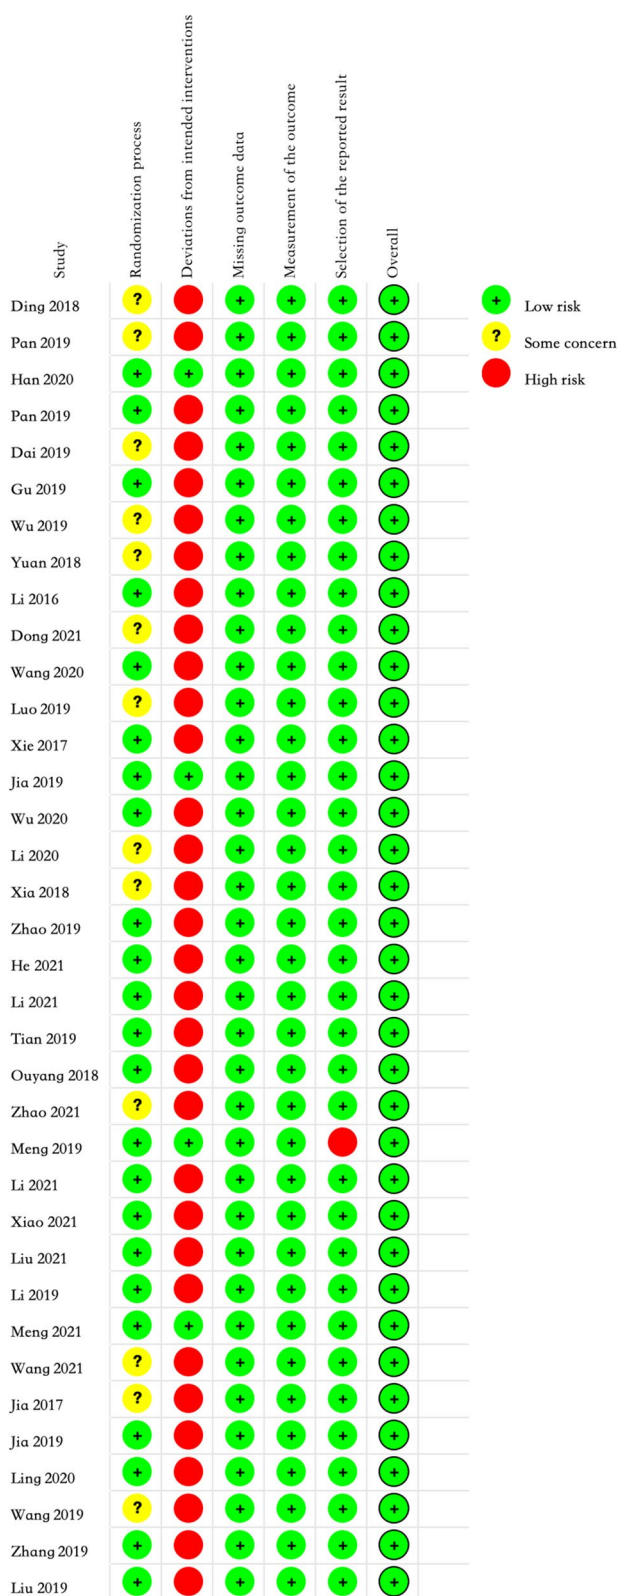 Study
Randomization process
Deviations from intended interventions
Missing outcome data
Measurement of the outcome
Selection of the reported result
Overall
Ding 2018 ? + + + +
Pan 2019 ? + + + +
Han 2020 + + + + + +
Pan 2019 + + + + +
Dai 2019 ? + + + +
Gu 2019 + + + + +
Wu 2019 ? + + + +
Yuan 2018 ? + + + +
Li 2016 + + + + +
Dong 2021 ? + + + +
Wang 2020 + + + + +
Luo 2019 ? + + + +
Xie 2017 + + + + +
Jia 2019 + + + + + +
Wu 2020 + + + + +
Li 2020 ? + + + +
Xia 2018 ? + + + +
Zhao 2019 + + + + +
He 2021 + + + + +
Li 2021 + + + + +
Tian 2019 + + + + +
Ouyang 2018 + + + + +
Zhao 2021 ? + + + +
Meng 2019 + + + + +
Li 2021 + + + + +
Xiao 2021 + + + + +
Liu 2021 + + + + +
Li 2019 + + + + +
Meng 2021 + + + + + +
Wang 2021 ? + + + +
Jia 2017 ? + + + +
Jia 2019 + + + + +
Ling 2020 + + + + +
Wang 2019 ? + + + +
Zhang 2019 + + + + +
Liu 2019 + + + + +
+ Low risk
? Some concern
High risk